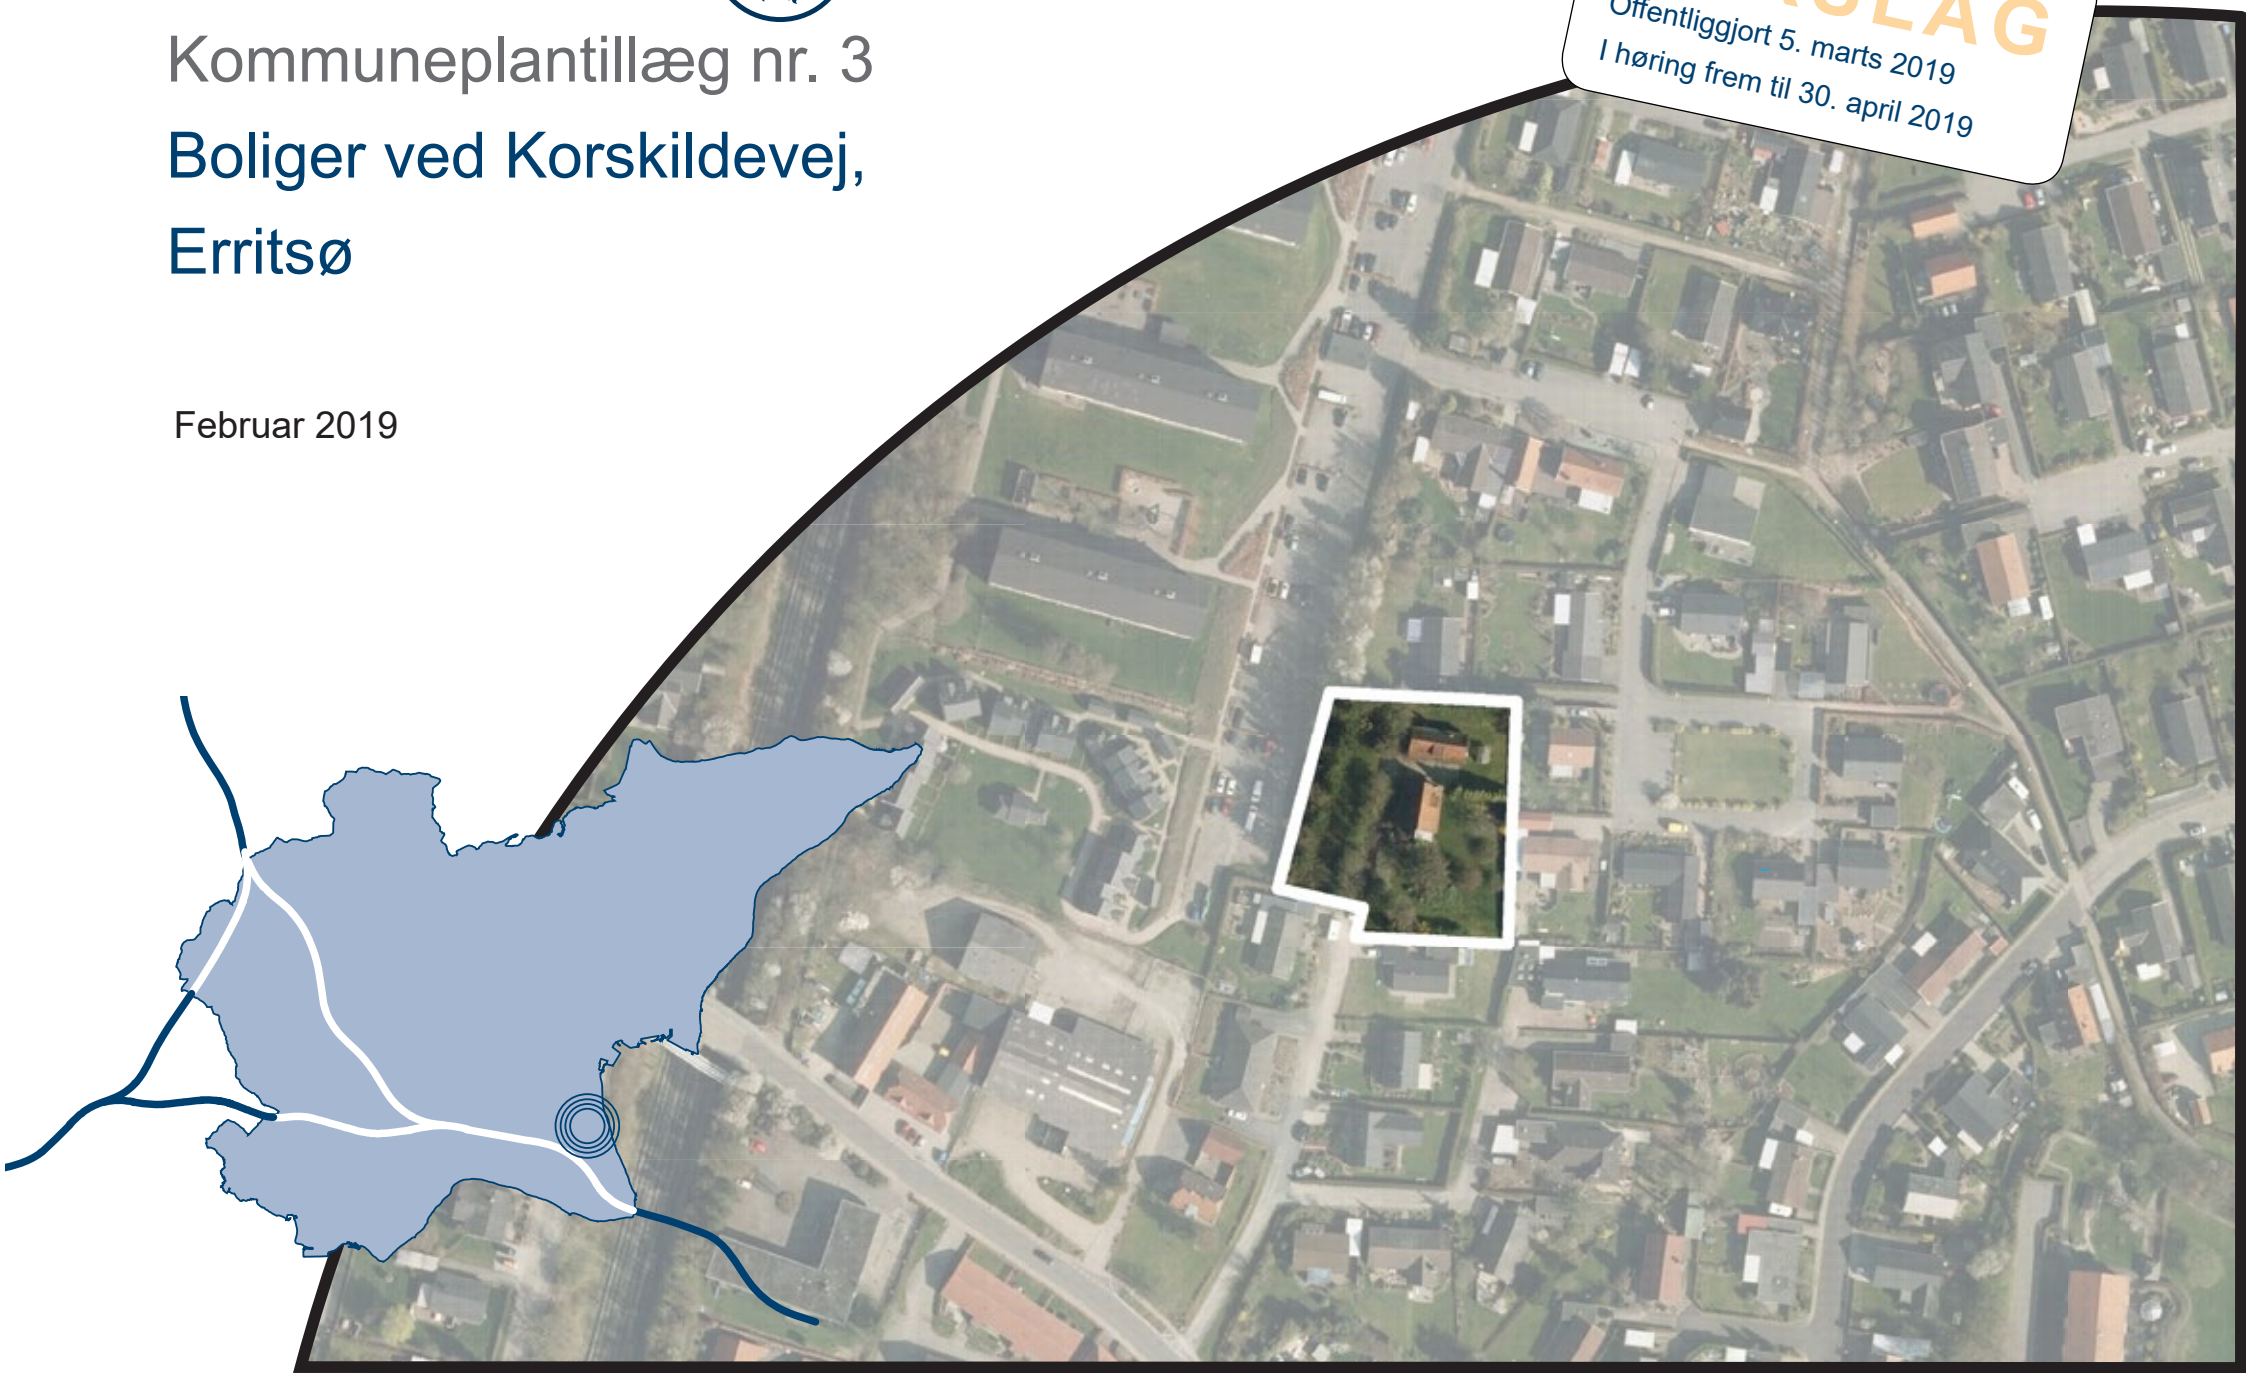 Kommuneplantillæg nr. 3
Boliger ved Korskildevej,
Erritsø
Februar 2019
Offentliggjort 5. marts 2019
I høring frem til 30. april 2019